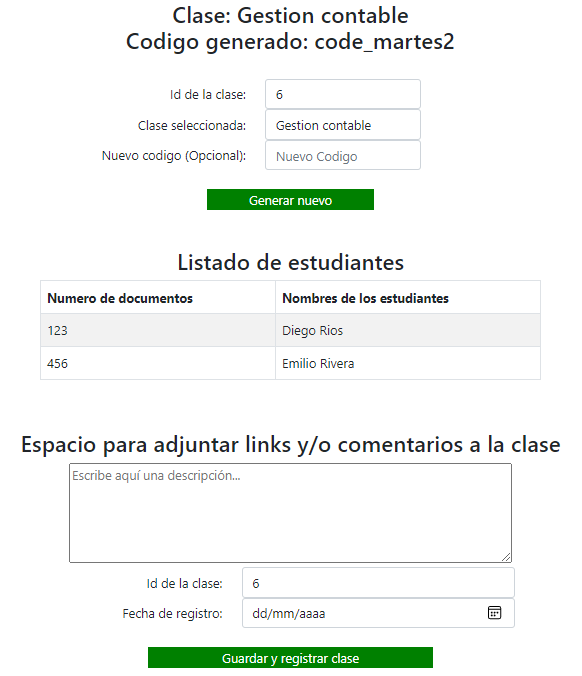 Clase: Gestion contable
Codigo generado: code_martes2
Id de la clase: 6
Clase seleccionada: Gestion contable
Nuevo codigo (Opcional): Nuevo Codigo
Generar nuevo
Listado de estudiantes
Numero de documentos Nombres de los estudiantes
123 Diego Rios
456 Emilio Rivera
Espacio para adjuntar links y/o comentarios a la clase
Escribe aquí una descripción...
Id de la clase: 6
Fecha de registro: dd/mm/aaaa
Guardar y registrar clase